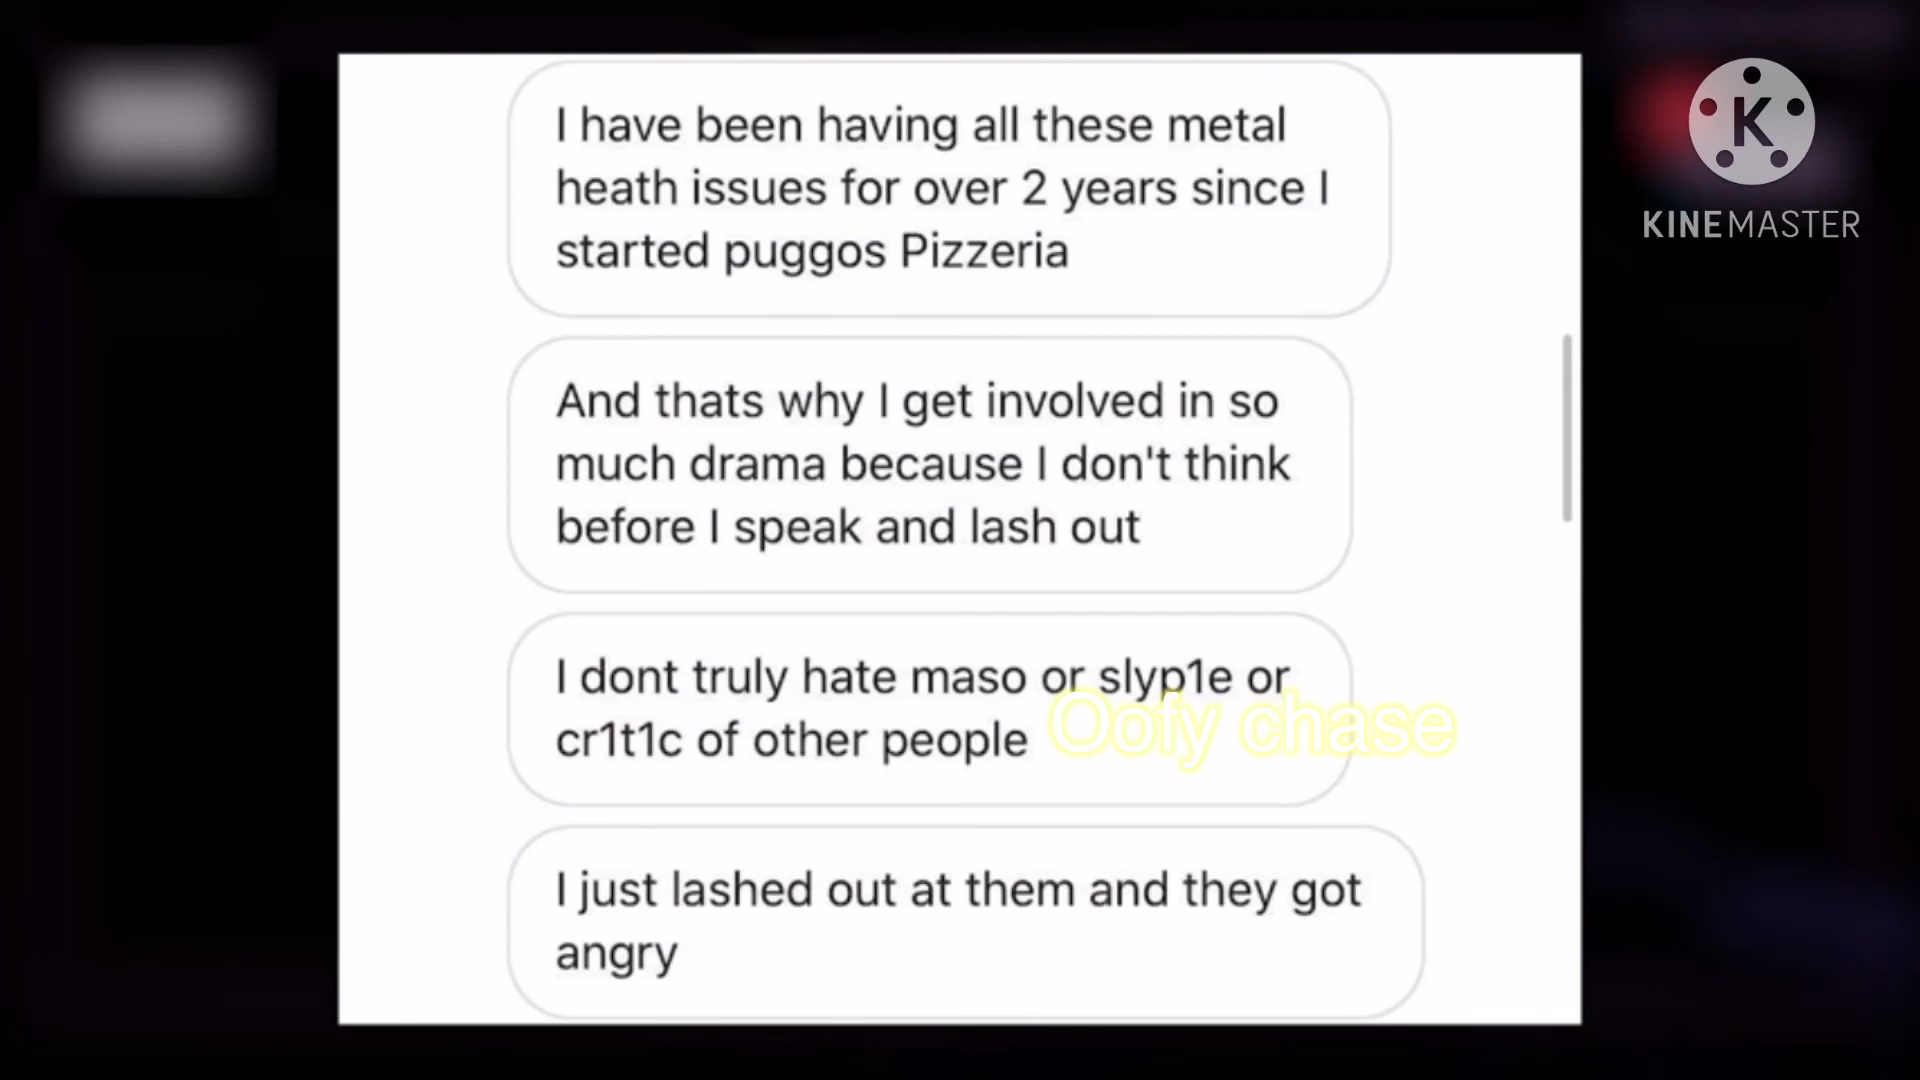 I have been having all these metal
heath issues for over 2 years since I
started puggos Pizzeria
And thats why I get involved in so
much drama because I don't think
before I speak and lash out
I dont truly hate maso or slyp1e or
cr1t1c of other people
Oofy chase
I just lashed out at them and they got
angry
K
KINEMASTER